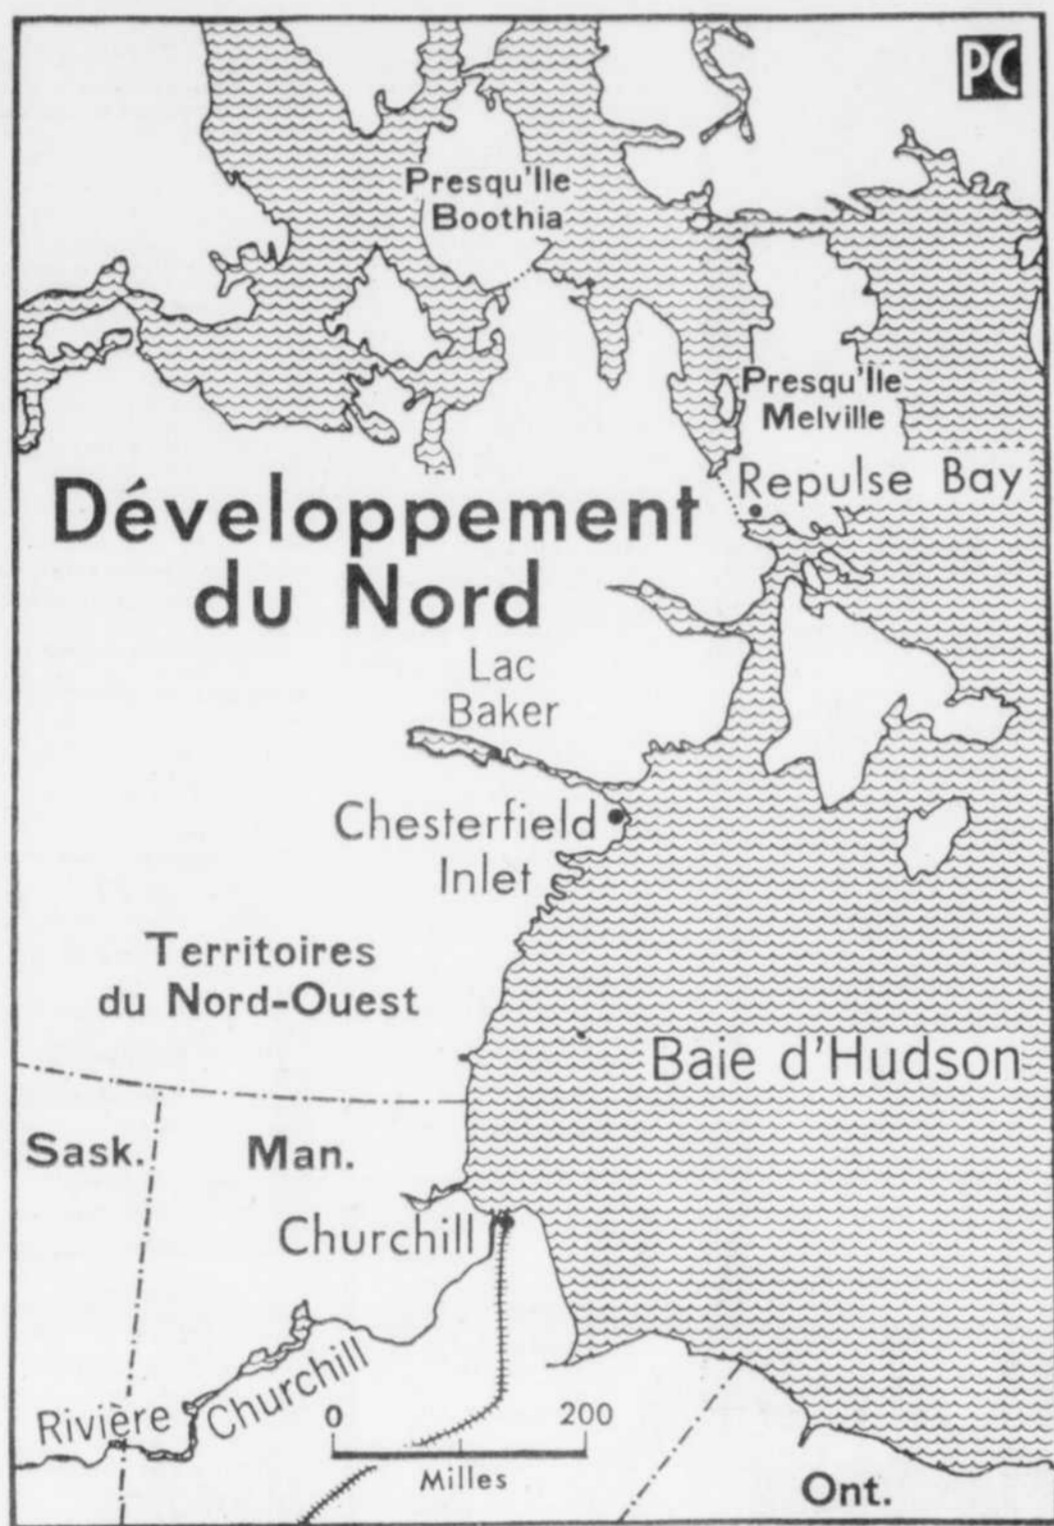 PC
Presqu'Ile
Boothia
Presqu'Ile
Melville
Repulse Bay
Développement
du Nord
Lac
Baker
Chesterfield
Inlet
Territoires
du Nord-Ouest
Baie d'Hudson
Sask.
Man.
Churchill
Rivière Churchill
0 200
Milles
Ont.